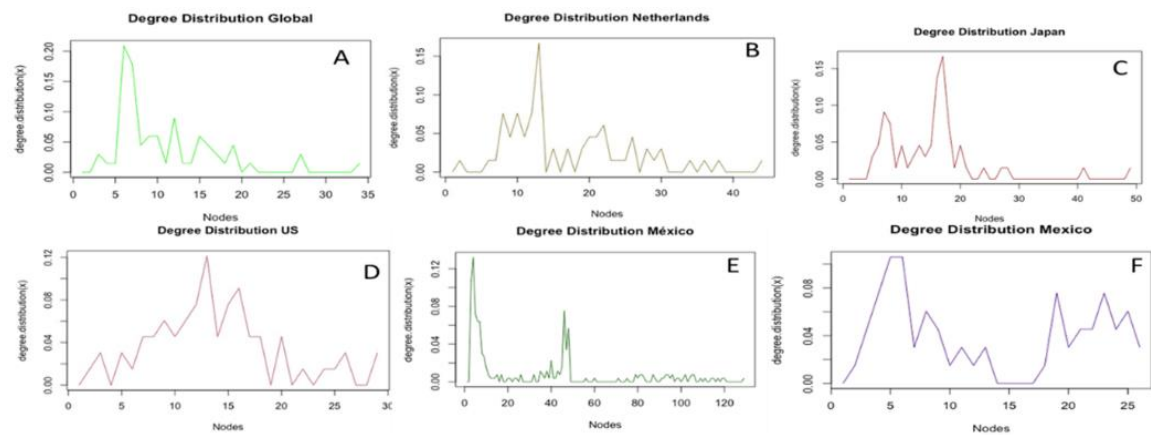 Degree Distribution Global
degree.distribution(x)
0.00 0.05 0.10 0.15 0.20
A
0 5 10 15 20 25 30 35
Nodes
Degree Distribution Netherlands
degree.distribution(x)
0.00 0.05 0.10 0.15
B
0 10 20 30 40
Nodes
Degree Distribution Japan
degree.distribution(x)
0.00 0.05 0.10 0.15
C
0 10 20 30 40 50
Nodes
Degree Distribution US
degree.distribution(x)
0.00 0.04 0.08 0.12
D
0 5 10 15 20 25 30
Nodes
Degree Distribution México
degree.distribution(x)
0.00 0.04 0.08 0.12
E
0 20 40 60 80 100 120
Nodes
Degree Distribution Mexico
degree.distribution(x)
0.00 0.04 0.08
F
0 5 10 15 20 25
Nodes